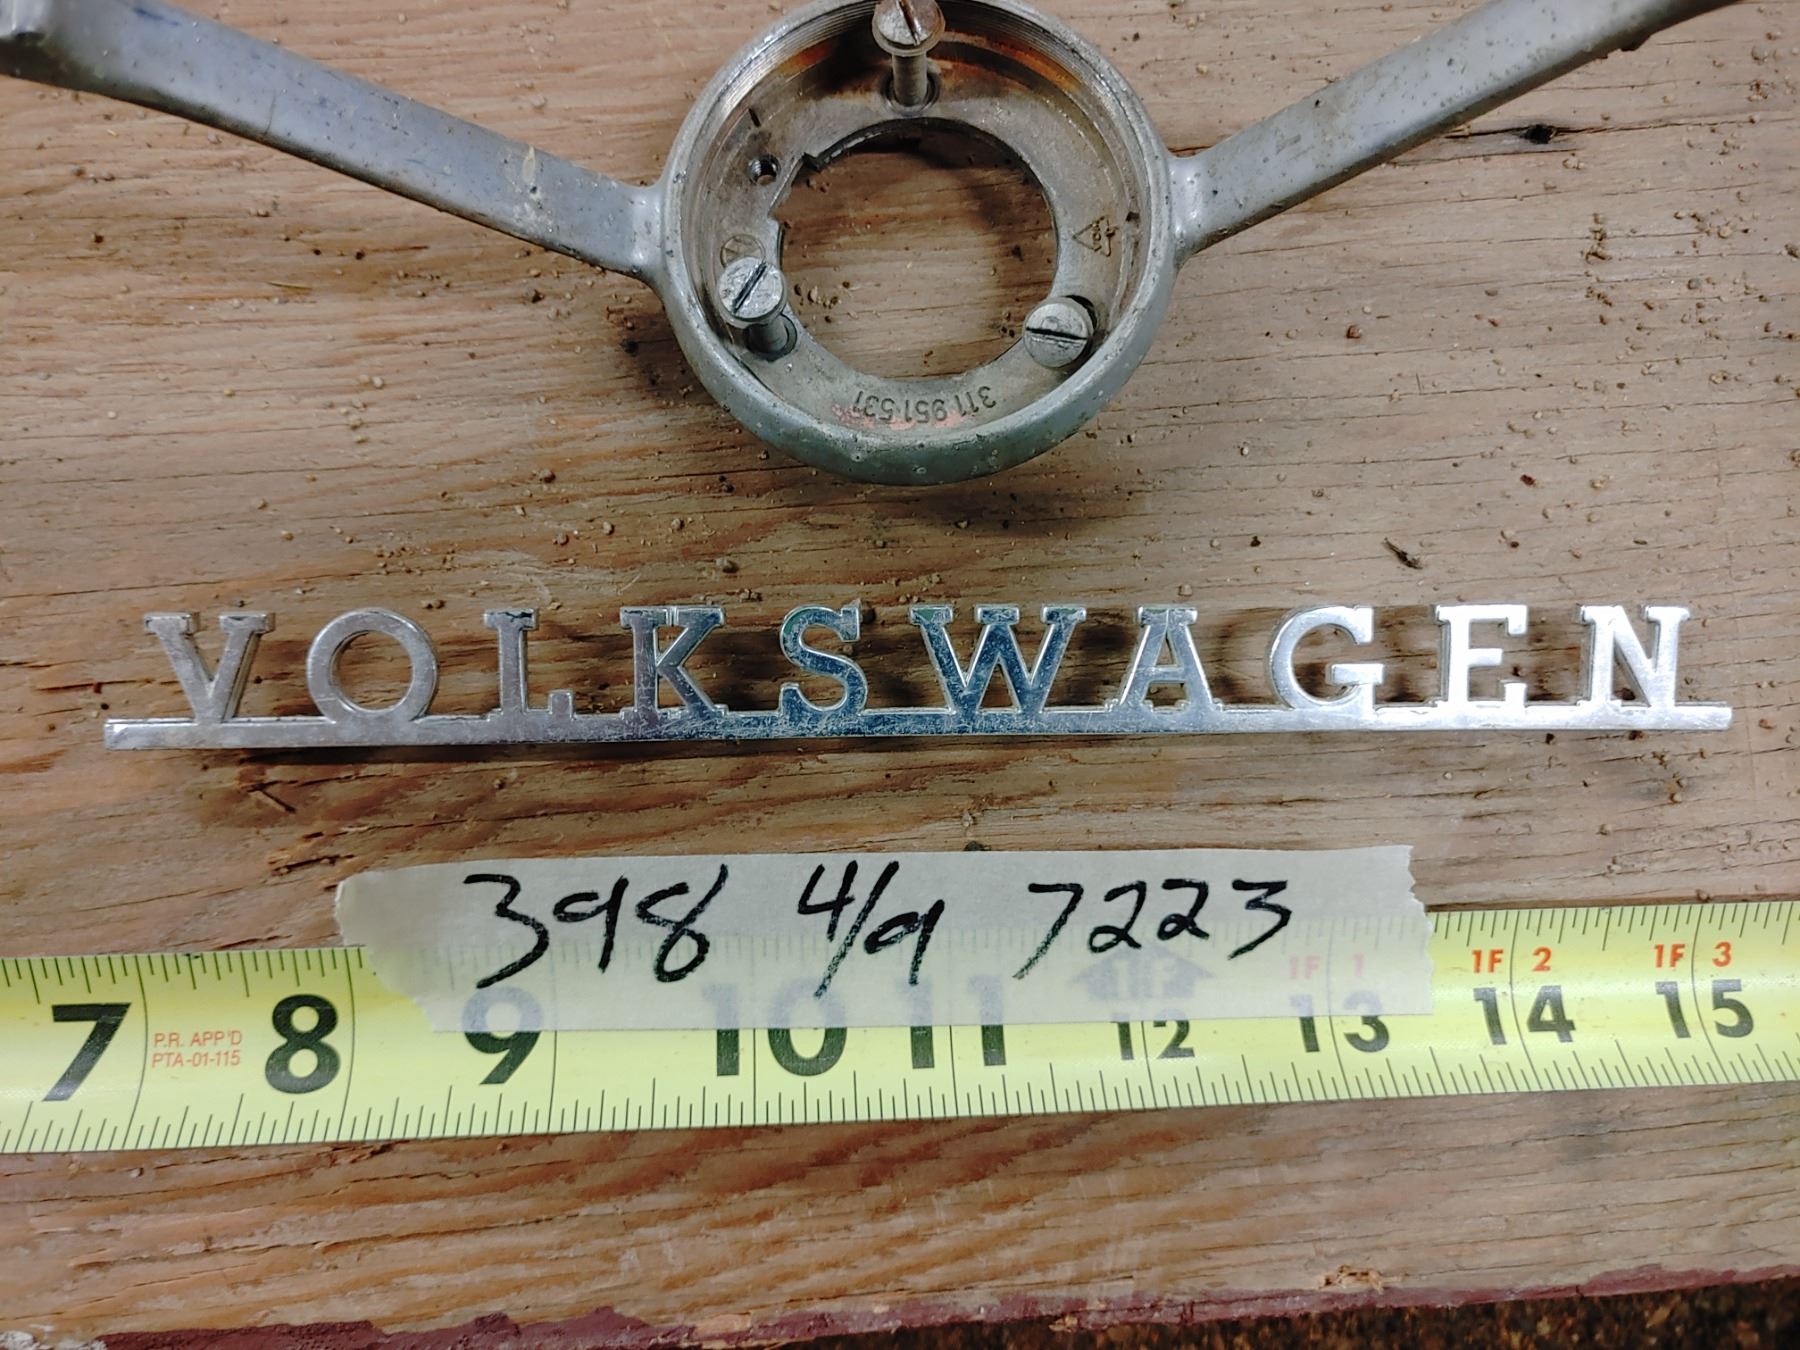 311 951 531
VOLKSWAGEN
398 4/9 7223
1F 1 1F 2 1F 3
7 8 9 10 11 12 13 14 15
P.R. APP'D
PTA-01-115